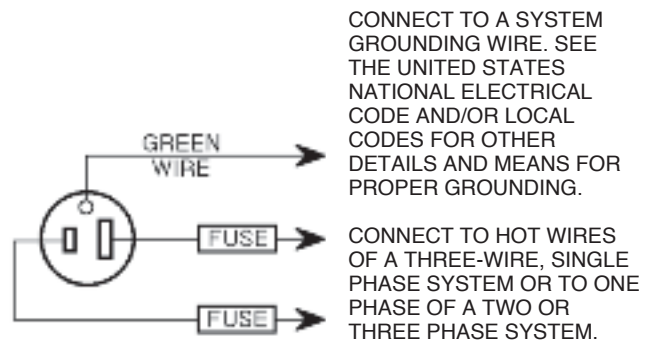 CONNECT TO A SYSTEM
GROUNDING WIRE. SEE
THE UNITED STATES
NATIONAL ELECTRICAL
CODE AND/OR LOCAL
CODES FOR OTHER
DETAILS AND MEANS FOR
PROPER GROUNDING.
GREEN
WIRE
FUSE
CONNECT TO HOT WIRES
OF A THREE-WIRE, SINGLE
PHASE SYSTEM OR TO ONE
PHASE OF A TWO OR
THREE PHASE SYSTEM.
FUSE